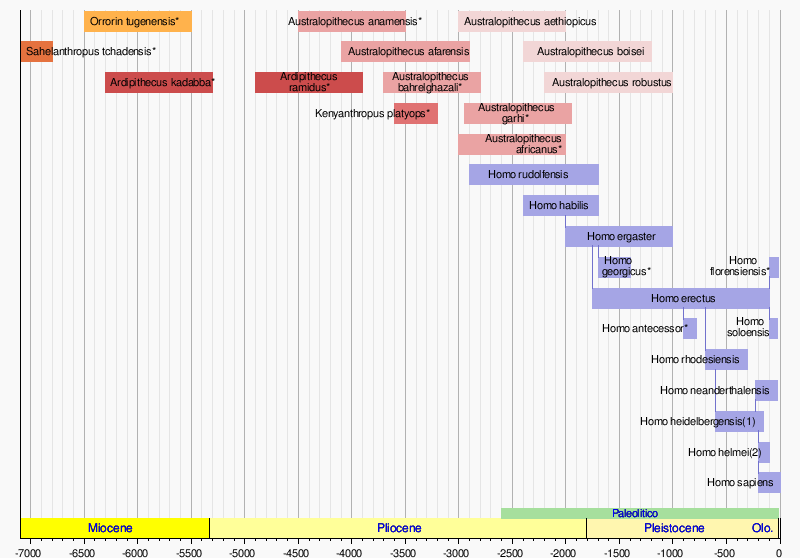 Orrorin tugenensis*
Australopithecus anamensis*
Australopithecus aethiopicus
Sahelanthropus tchadensis*
Australopithecus afarensis
Australopithecus boisei
Ardipithecus kadabba*
Ardipithecus
ramidus*
Australopithecus
bahrelghazali*
Australopithecus robustus
Kenyanthropus platyops*
Australopithecus
garhi*
Australopithecus
africanus*
Homo rudolfensis
Homo habilis
Homo ergaster
Homo
georgicus*
Homo
florensiensis*
Homo erectus
Homo antecessor*
Homo
soloensis
Homo rhodesiensis
Homo neanderthalensis
Homo heidelbergensis(1)
Homo helmei(2)
Homo sapiens
Paleolitico
Miocene
Pliocene
Pleistocene
Olo.
-7000 -6500 -6000 -5500 -5000 -4500 -4000 -3500 -3000 -2500 -2000 -1500 -1000 -500 0